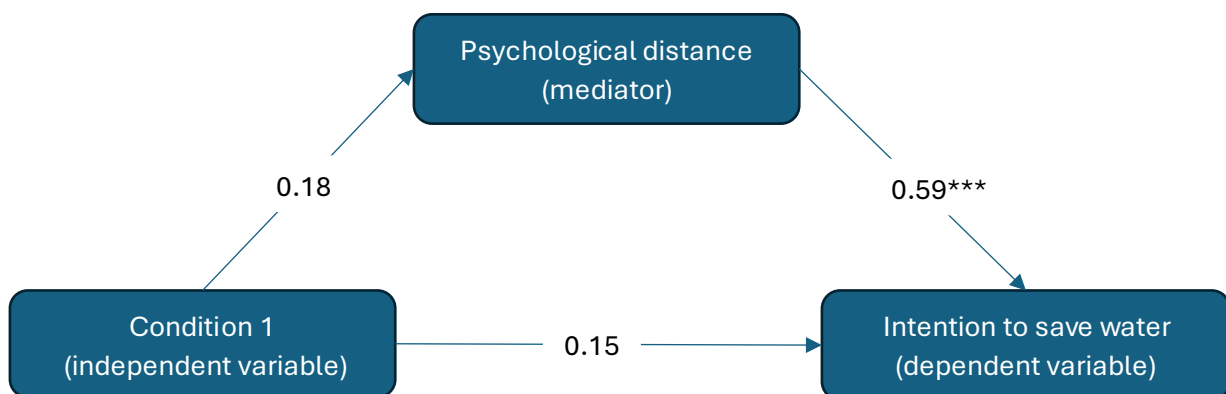 Psychological distance
(mediator)
0.18
0.59***
Condition 1
(independent variable)
0.15
Intention to save water
(dependent variable)